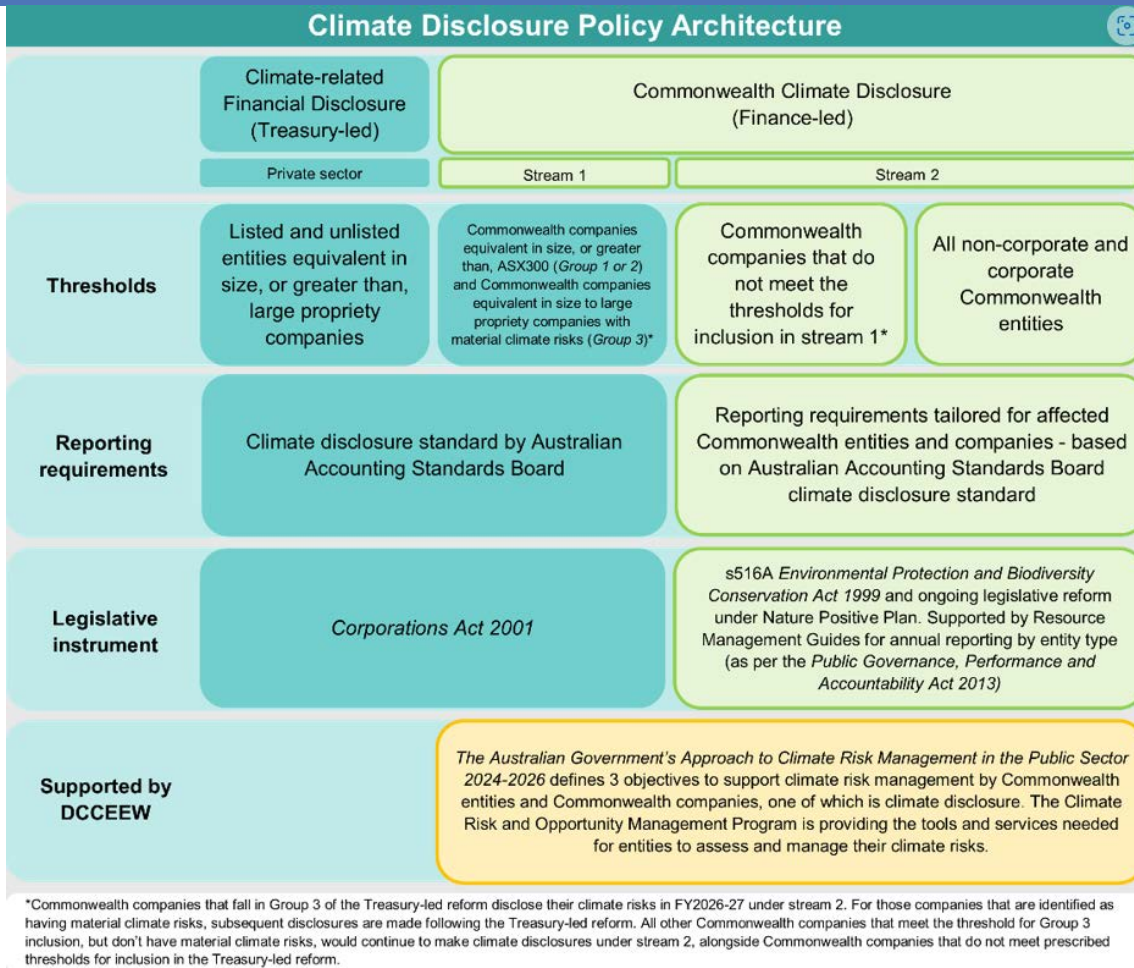 Climate Disclosure Policy Architecture
Climate-related
Financial Disclosure
(Treasury-led)
Commonwealth Climate Disclosure
(Finance-led)
Private sector
Stream 1
Stream 2
Thresholds
Listed and unlisted
entities equivalent in
size, or greater than,
large propriety
companies
Commonwealth companies
equivalent in size, or greater
than, ASX300 (Group 1 or 2)
and Commonwealth companies
equivalent in size to large
propriety companies with
material climate risks (Group 3)*
Commonwealth
companies that do
not meet the
thresholds for
inclusion in stream 1*
All non-corporate and
corporate
Commonwealth
entities
Reporting
requirements
Climate disclosure standard by Australian
Accounting Standards Board
Reporting requirements tailored for affected
Commonwealth entities and companies - based
on Australian Accounting Standards Board
climate disclosure standard
Legislative
instrument
Corporations Act 2001
s516A Environmental Protection and Biodiversity
Conservation Act 1999 and ongoing legislative reform
under Nature Positive Plan. Supported by Resource
Management Guides for annual reporting by entity type
(as per the Public Governance, Performance and
Accountability Act 2013)
Supported by
DCCEEW
The Australian Government's Approach to Climate Risk Management in the Public Sector
2024-2026 defines 3 objectives to support climate risk management by Commonwealth
entities and Commonwealth companies, one of which is climate disclosure. The Climate
Risk and Opportunity Management Program is providing the tools and services needed
for entities to assess and manage their climate risks.
*Commonwealth companies that fall in Group 3 of the Treasury-led reform disclose their climate risks in FY2026-27 under stream 2. For those companies that are identified as
having material climate risks, subsequent disclosures are made following the Treasury-led reform. All other Commonwealth companies that meet the threshold for Group 3
inclusion, but don't have material climate risks, would continue to make climate disclosures under stream 2, alongside Commonwealth companies that do not meet prescribed
thresholds for inclusion in the Treasury-led reform.